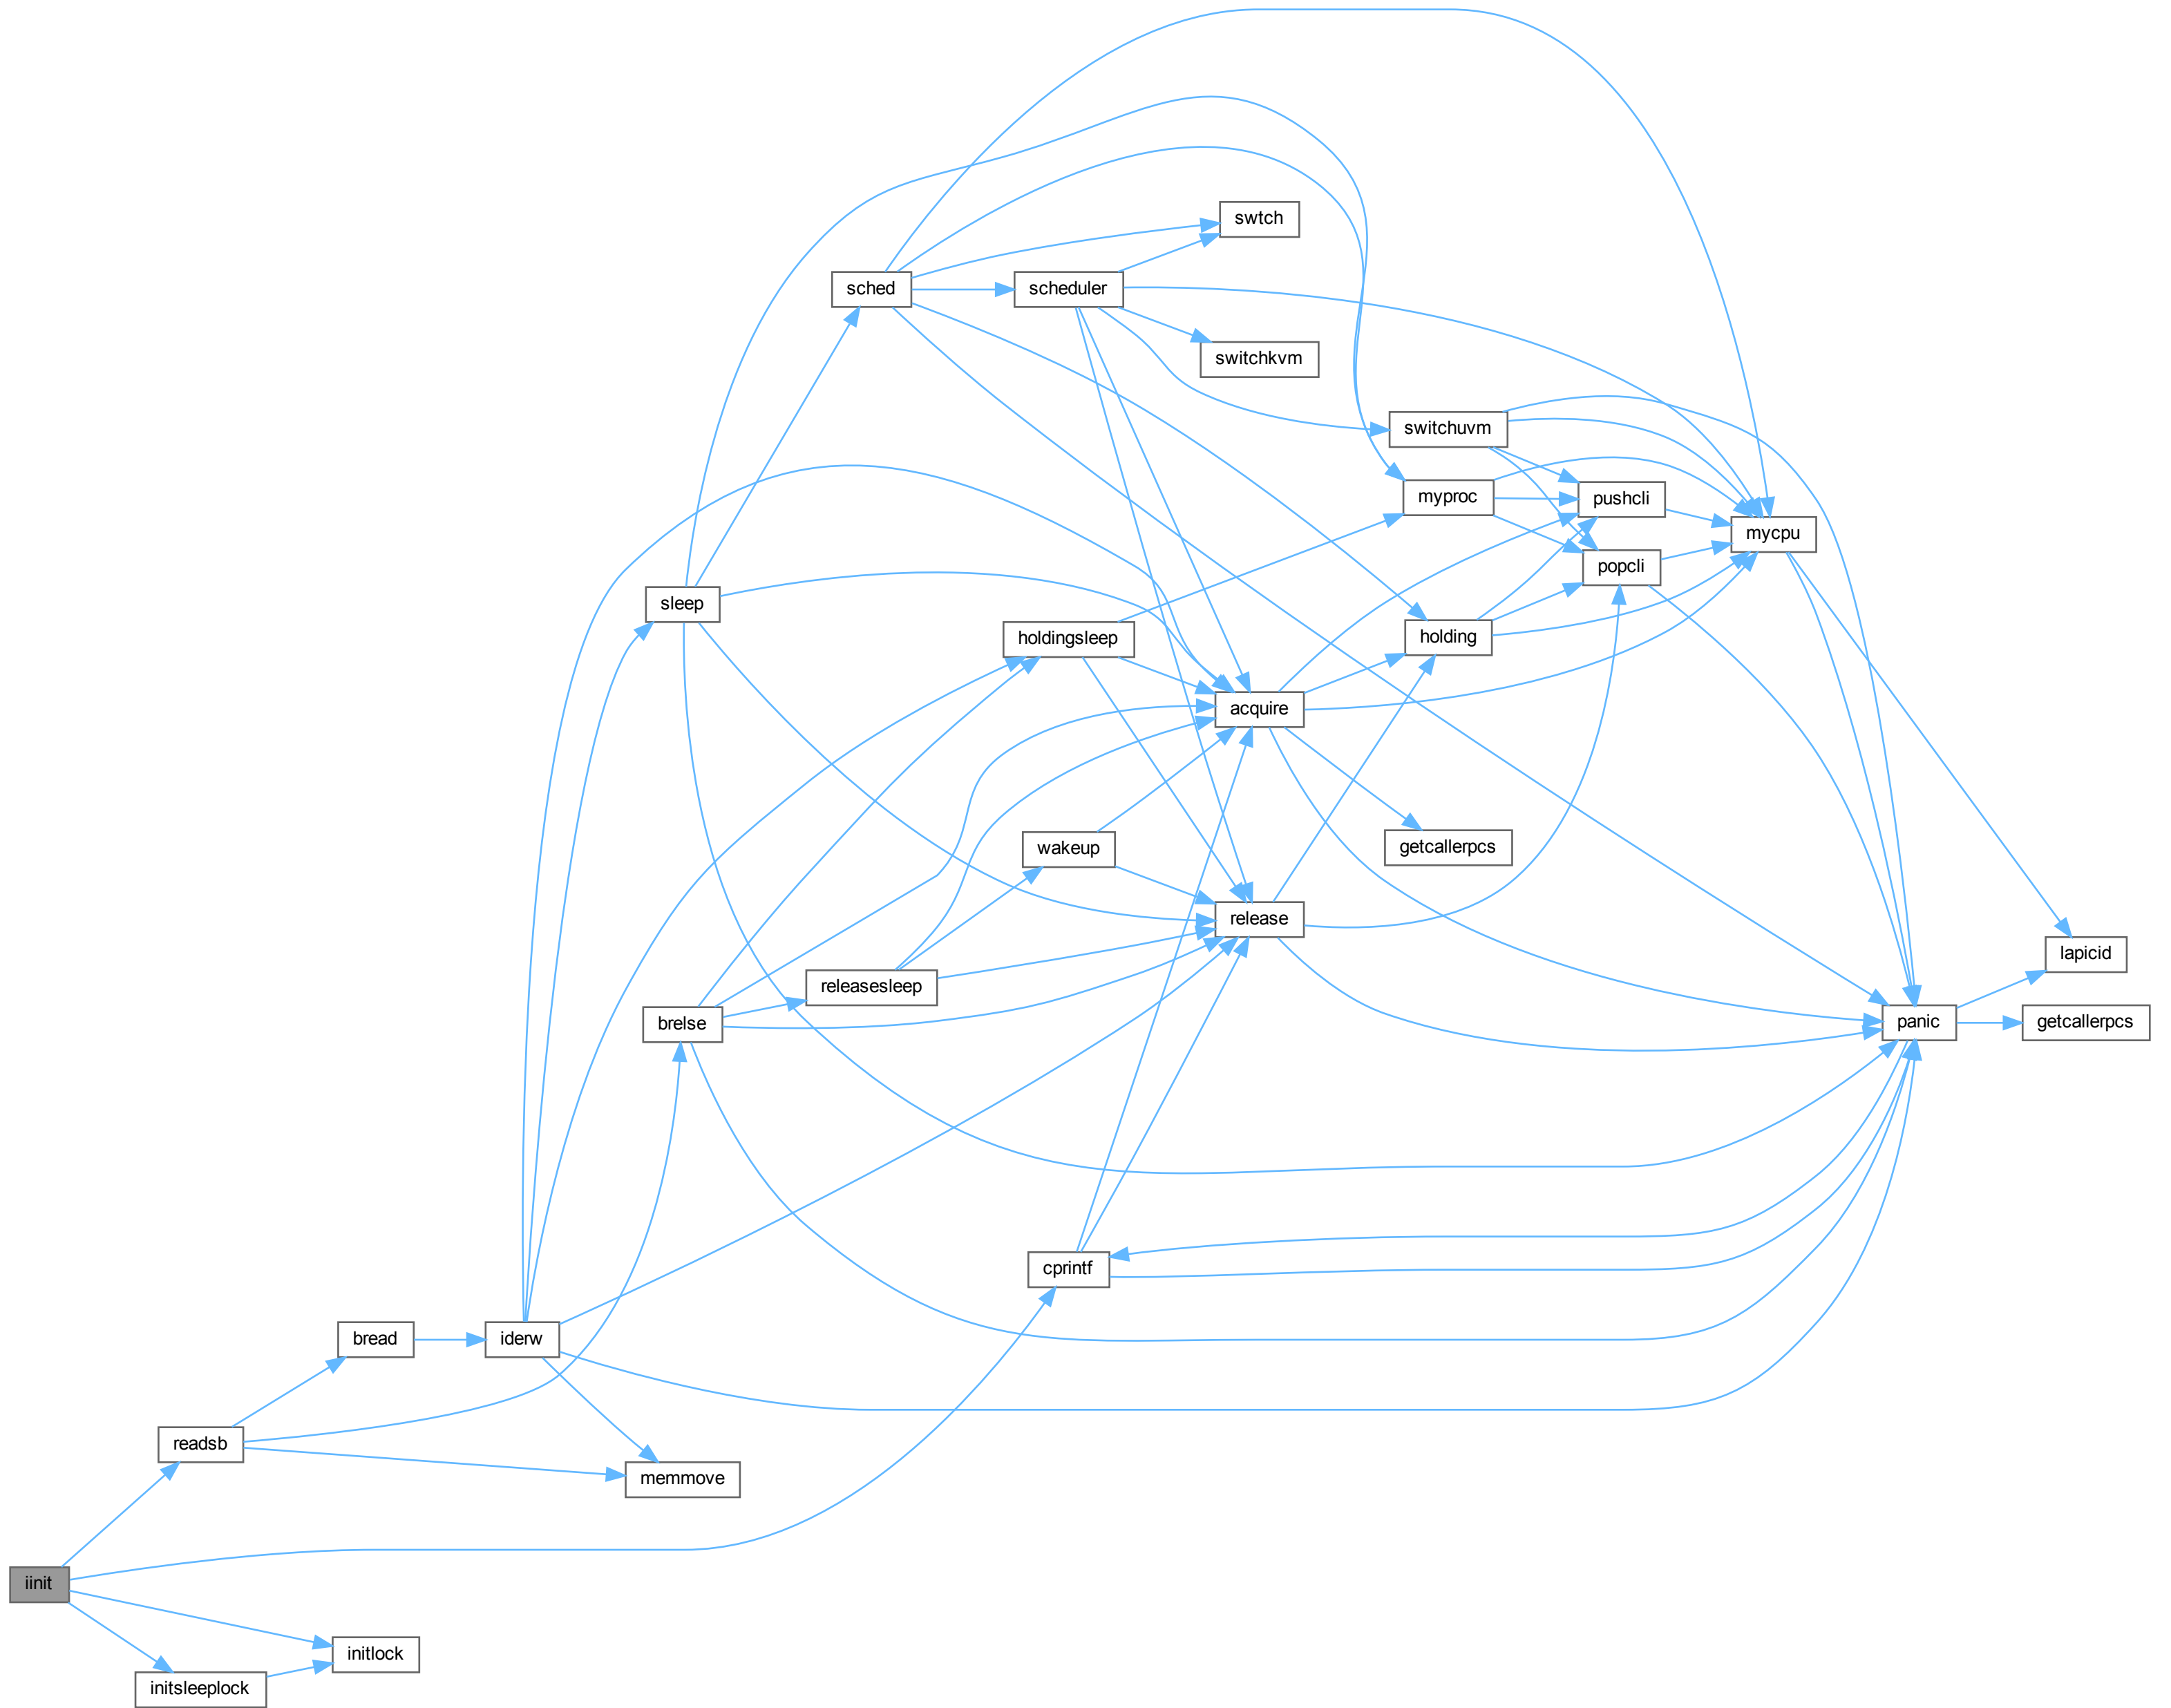 swtch
sched
scheduler
switchkvm
switchuvm
myproc
pushcli
mycpu
popcli
sleep
holdingsleep
holding
acquire
wakeup
getcallerpcs
release
lapicid
releasesleep
brelse
panic
getcallerpcs
cprintf
bread
iderw
readsb
memmove
iinit
initlock
initsleeplock